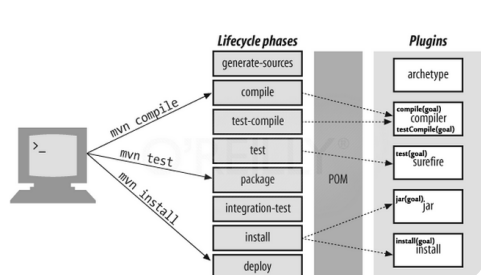 Lifecycle phases
Plugins
generate-sources
compile
test-compile
test
package
integration-test
install
deploy
mvn compile
mvn test
mvn install
>_
POM
archetype
compile(goal)
compiler
testCompile(goal)
test(goal)
surefire
jar(goal)
jar
install(goal)
install
O'REILLY®